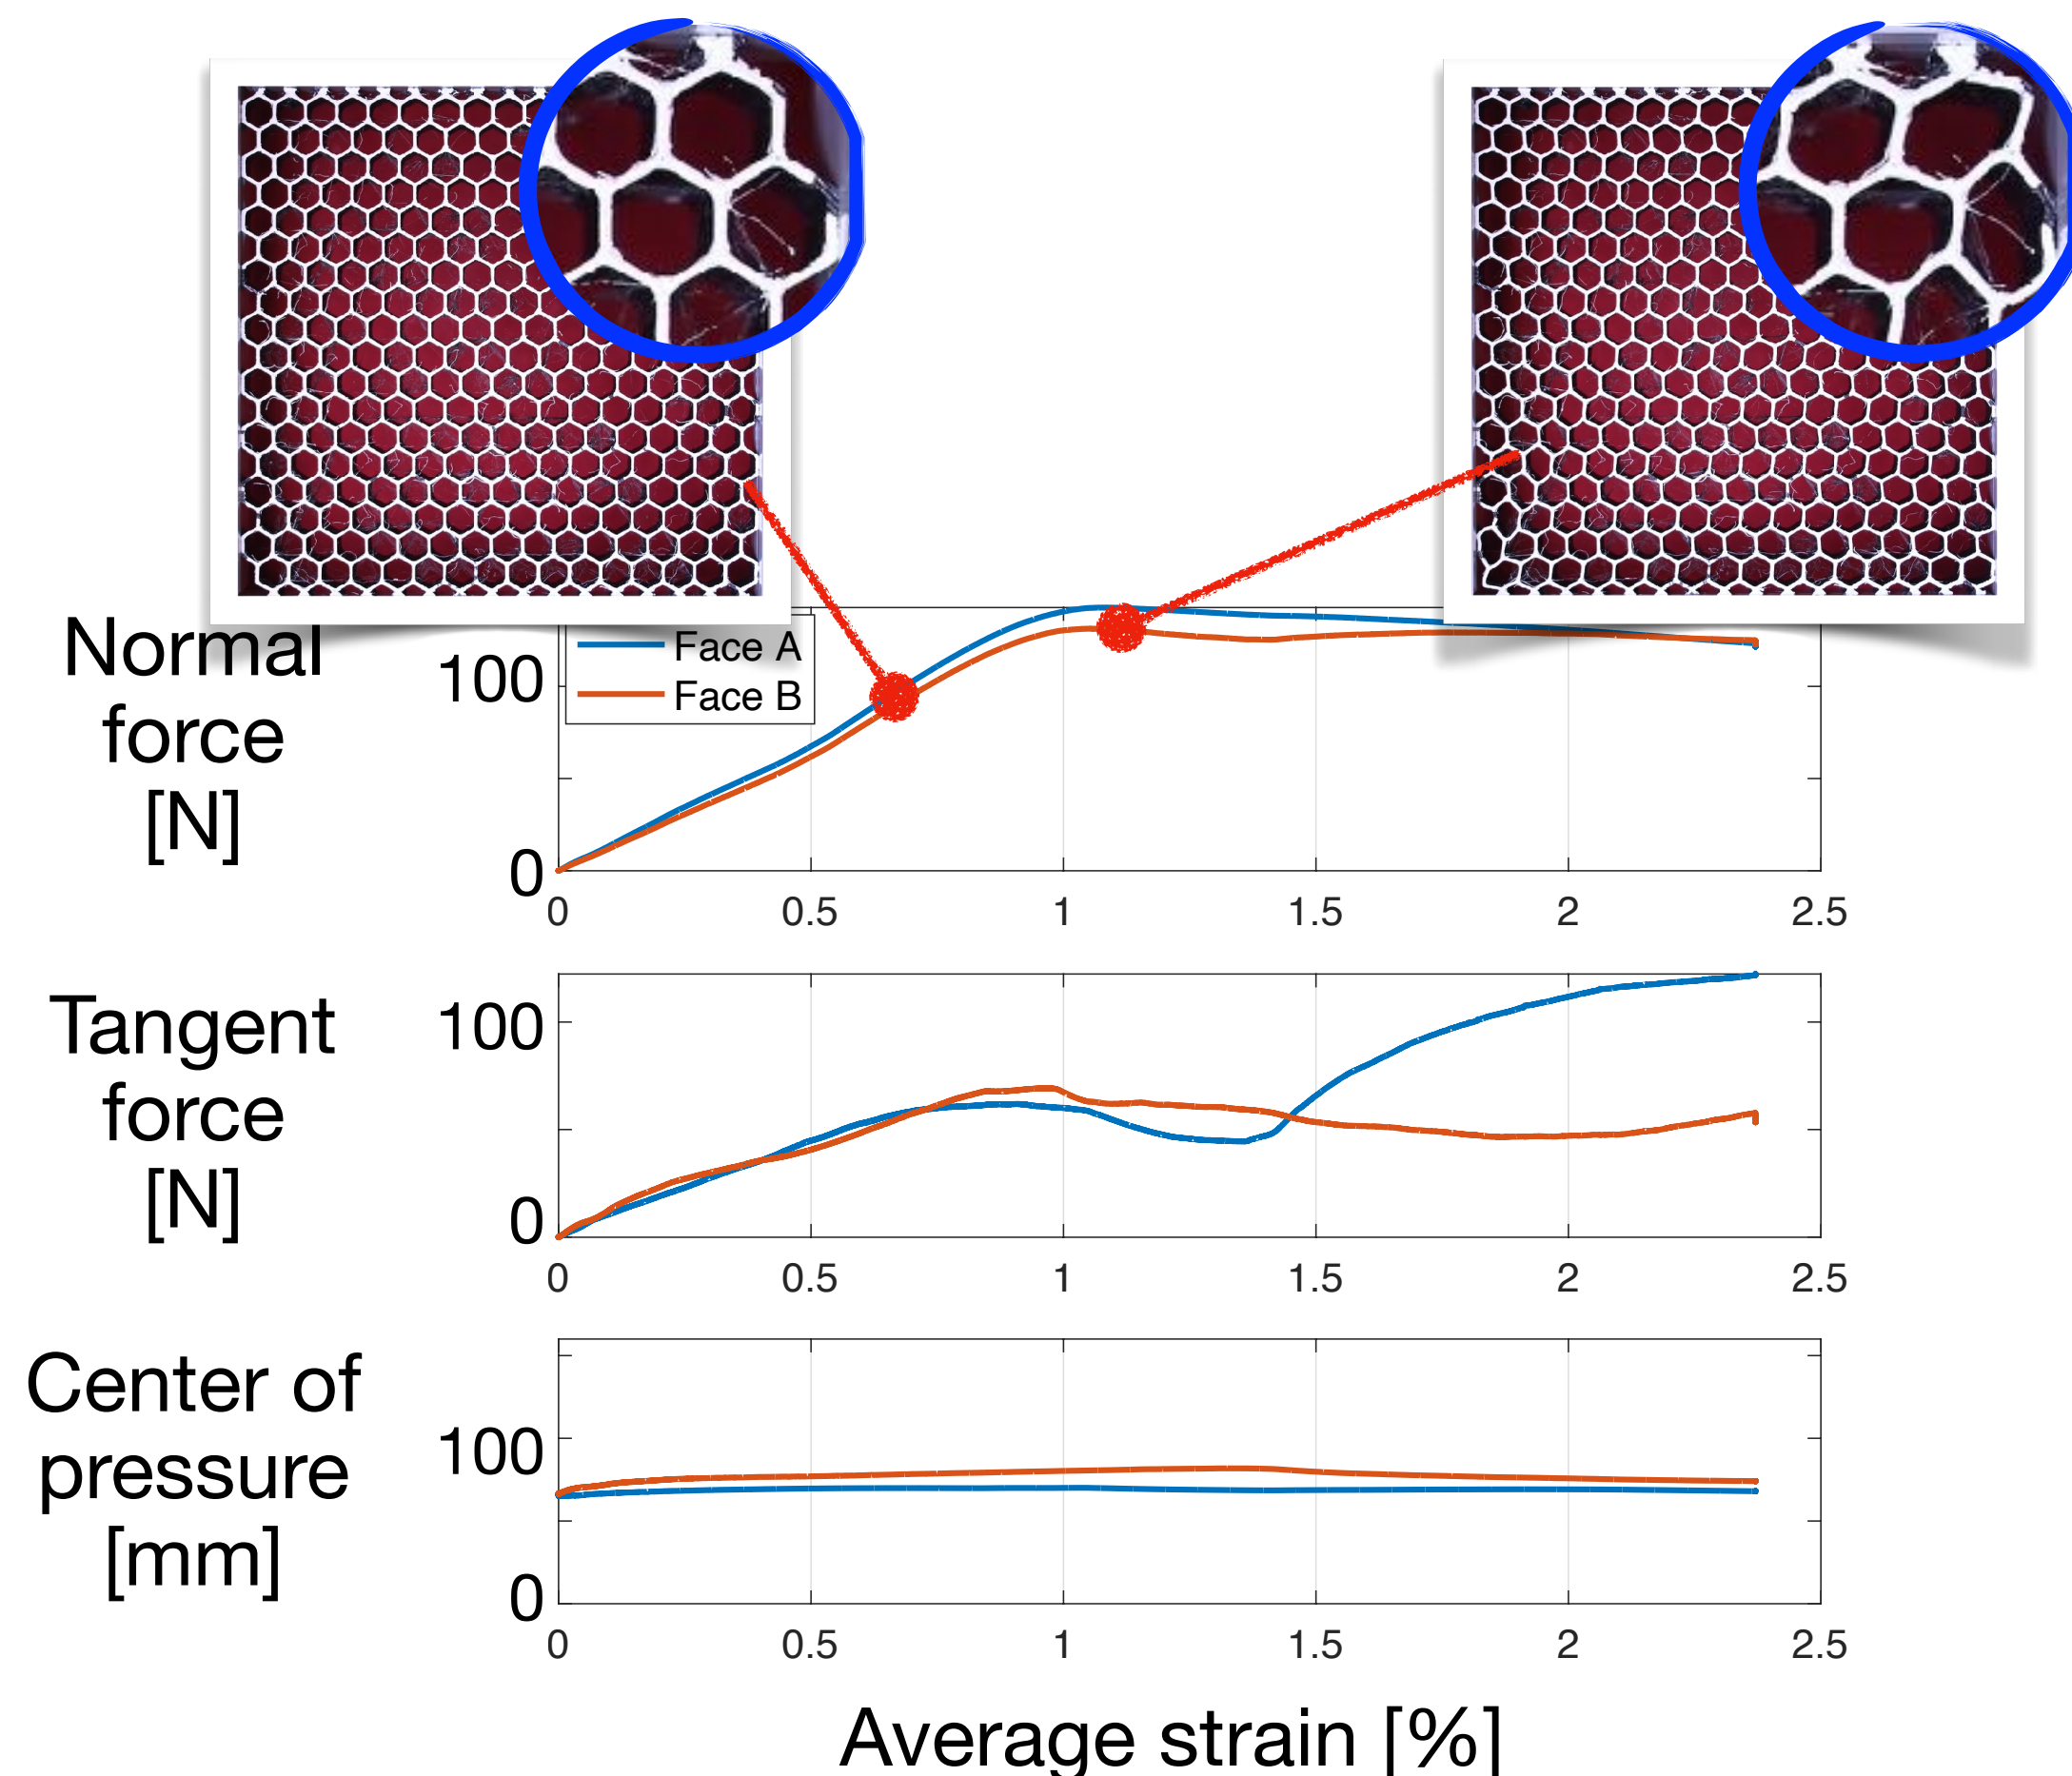 Normal
force
[N]
100
0
Face A
Face B
0 0.5 1 1.5 2 2.5
Tangent
force
[N]
100
0
0 0.5 1 1.5 2 2.5
Center of
pressure
[mm]
100
0
0 0.5 1 1.5 2 2.5
Average strain [%]